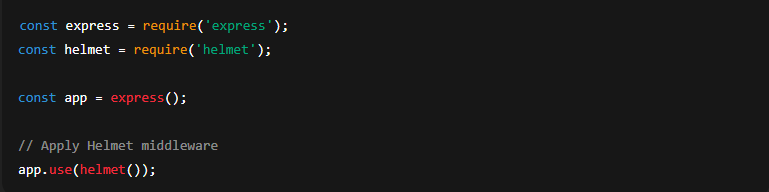 const express = require('express');
const helmet = require('helmet');
const app = express();
// Apply Helmet middleware
app.use(helmet());